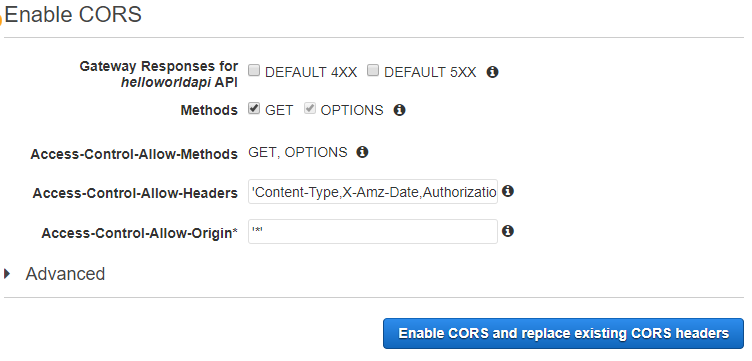 Enable CORS
Gateway Responses for
helloworldapi API
DEFAULT 4XX
DEFAULT 5XX
Methods
GET
OPTIONS
Access-Control-Allow-Methods
GET, OPTIONS
Access-Control-Allow-Headers
'Content-Type,X-Amz-Date,Authorizatio
Access-Control-Allow-Origin*
'*'
Advanced
Enable CORS and replace existing CORS headers